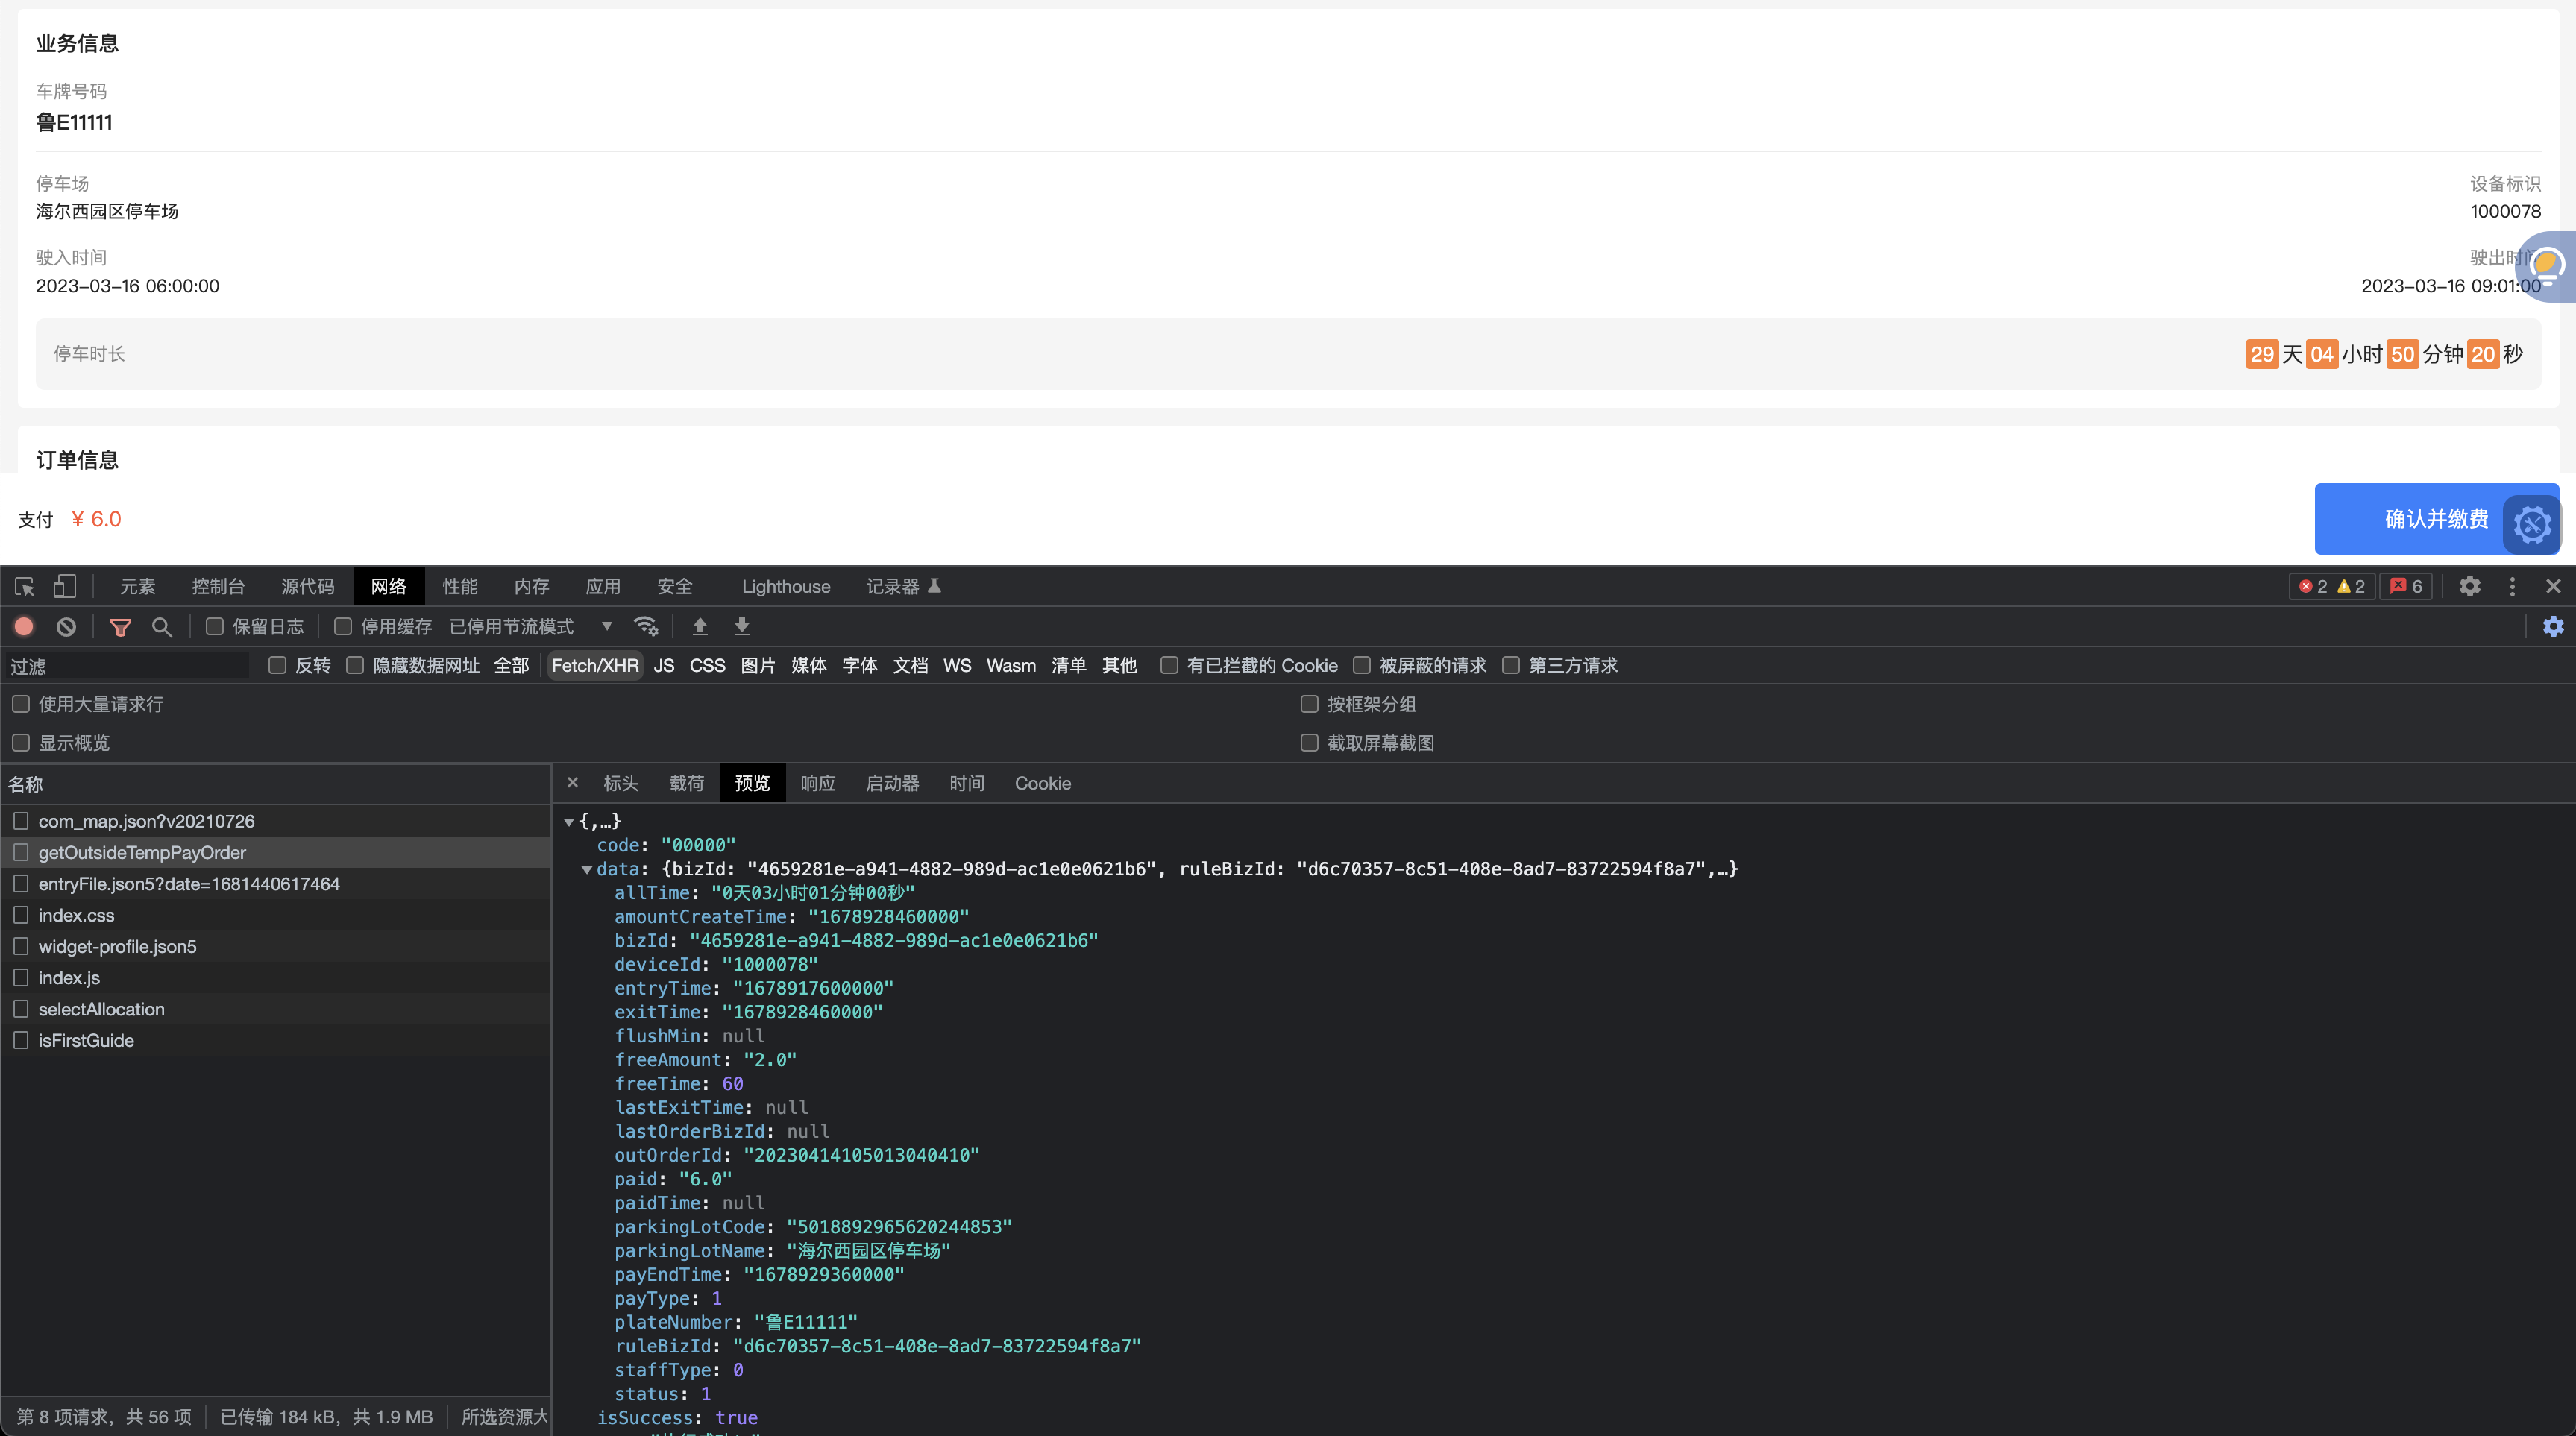 业务信息
车牌号码
鲁E11111
停车场
设备标识
海尔西园区停车场
1000078
驶入时间
驶出时间
2023-03-16 06:00:00
2023-03-16 09:01:00
停车时长
29 天 04 小时 50 分钟 20 秒
订单信息
支付 ¥ 6.0
确认并缴费
元素 控制台 源代码 网络 性能 内存 应用 安全 Lighthouse 记录器 2 2 6
保留日志 停用缓存 已停用节流模式
过滤 反转 隐藏数据网址 全部 Fetch/XHR JS CSS 图片 媒体 字体 文档 WS Wasm 清单 其他 有已拦截的 Cookie 被屏蔽的请求 第三方请求
使用大量请求行 按框架分组
显示概览 截取屏幕截图
名称
com_map.json?v20210726
getOutsideTempPayOrder
entryFile.json5?date=1681440617464
index.css
widget-profile.json5
index.js
selectAllocation
isFirstGuide
第 8 项请求，共 56 项 已传输 184 kB，共 1.9 MB 所选资源大
× 标头 载荷 预览 响应 启动器 时间 Cookie
{,…}
code: "00000"
data: {bizId: "4659281e-a941-4882-989d-ac1e0e0621b6", ruleBizId: "d6c70357-8c51-408e-8ad7-83722594f8a7",…}
allTime: "0天03小时01分钟00秒"
amountCreateTime: "1678928460000"
bizId: "4659281e-a941-4882-989d-ac1e0e0621b6"
deviceId: "1000078"
entryTime: "1678917600000"
exitTime: "1678928460000"
flushMin: null
freeAmount: "2.0"
freeTime: 60
lastExitTime: null
lastOrderBizId: null
outOrderId: "20230414105013040410"
paid: "6.0"
paidTime: null
parkingLotCode: "5018892965620244853"
parkingLotName: "海尔西园区停车场"
payEndTime: "1678929360000"
payType: 1
plateNumber: "鲁E11111"
ruleBizId: "d6c70357-8c51-408e-8ad7-83722594f8a7"
staffType: 0
status: 1
isSuccess: true